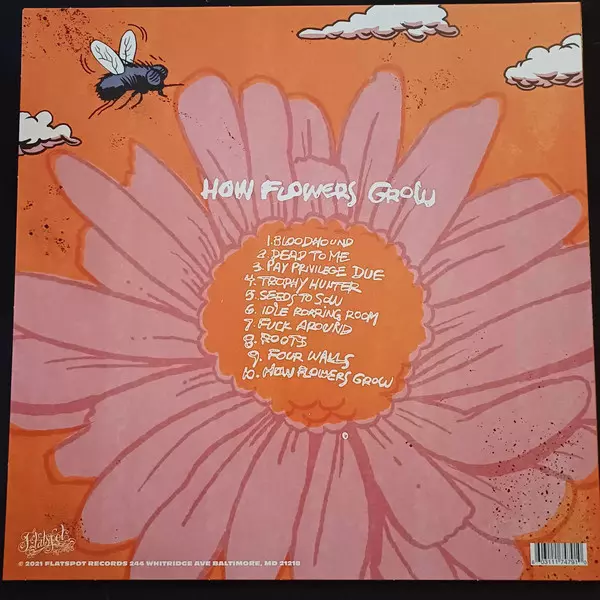 HOW FLOWERS GROW
1. BLOODHOUND
2. DEAD TO ME
3. PAY PRIVILEGE DUE
4. TROPHY HUNTER
5. SEEDS TO SOW
6. IDLE ROARING ROOM
7. FUCK AROUND
8. ROOTS
9. FOUR WALLS
10. HOW FLOWERS GROW
Flatspot
© 2021 FLATSPOT RECORDS 244 WHITRIDGE AVE BALTIMORE, MD 21218